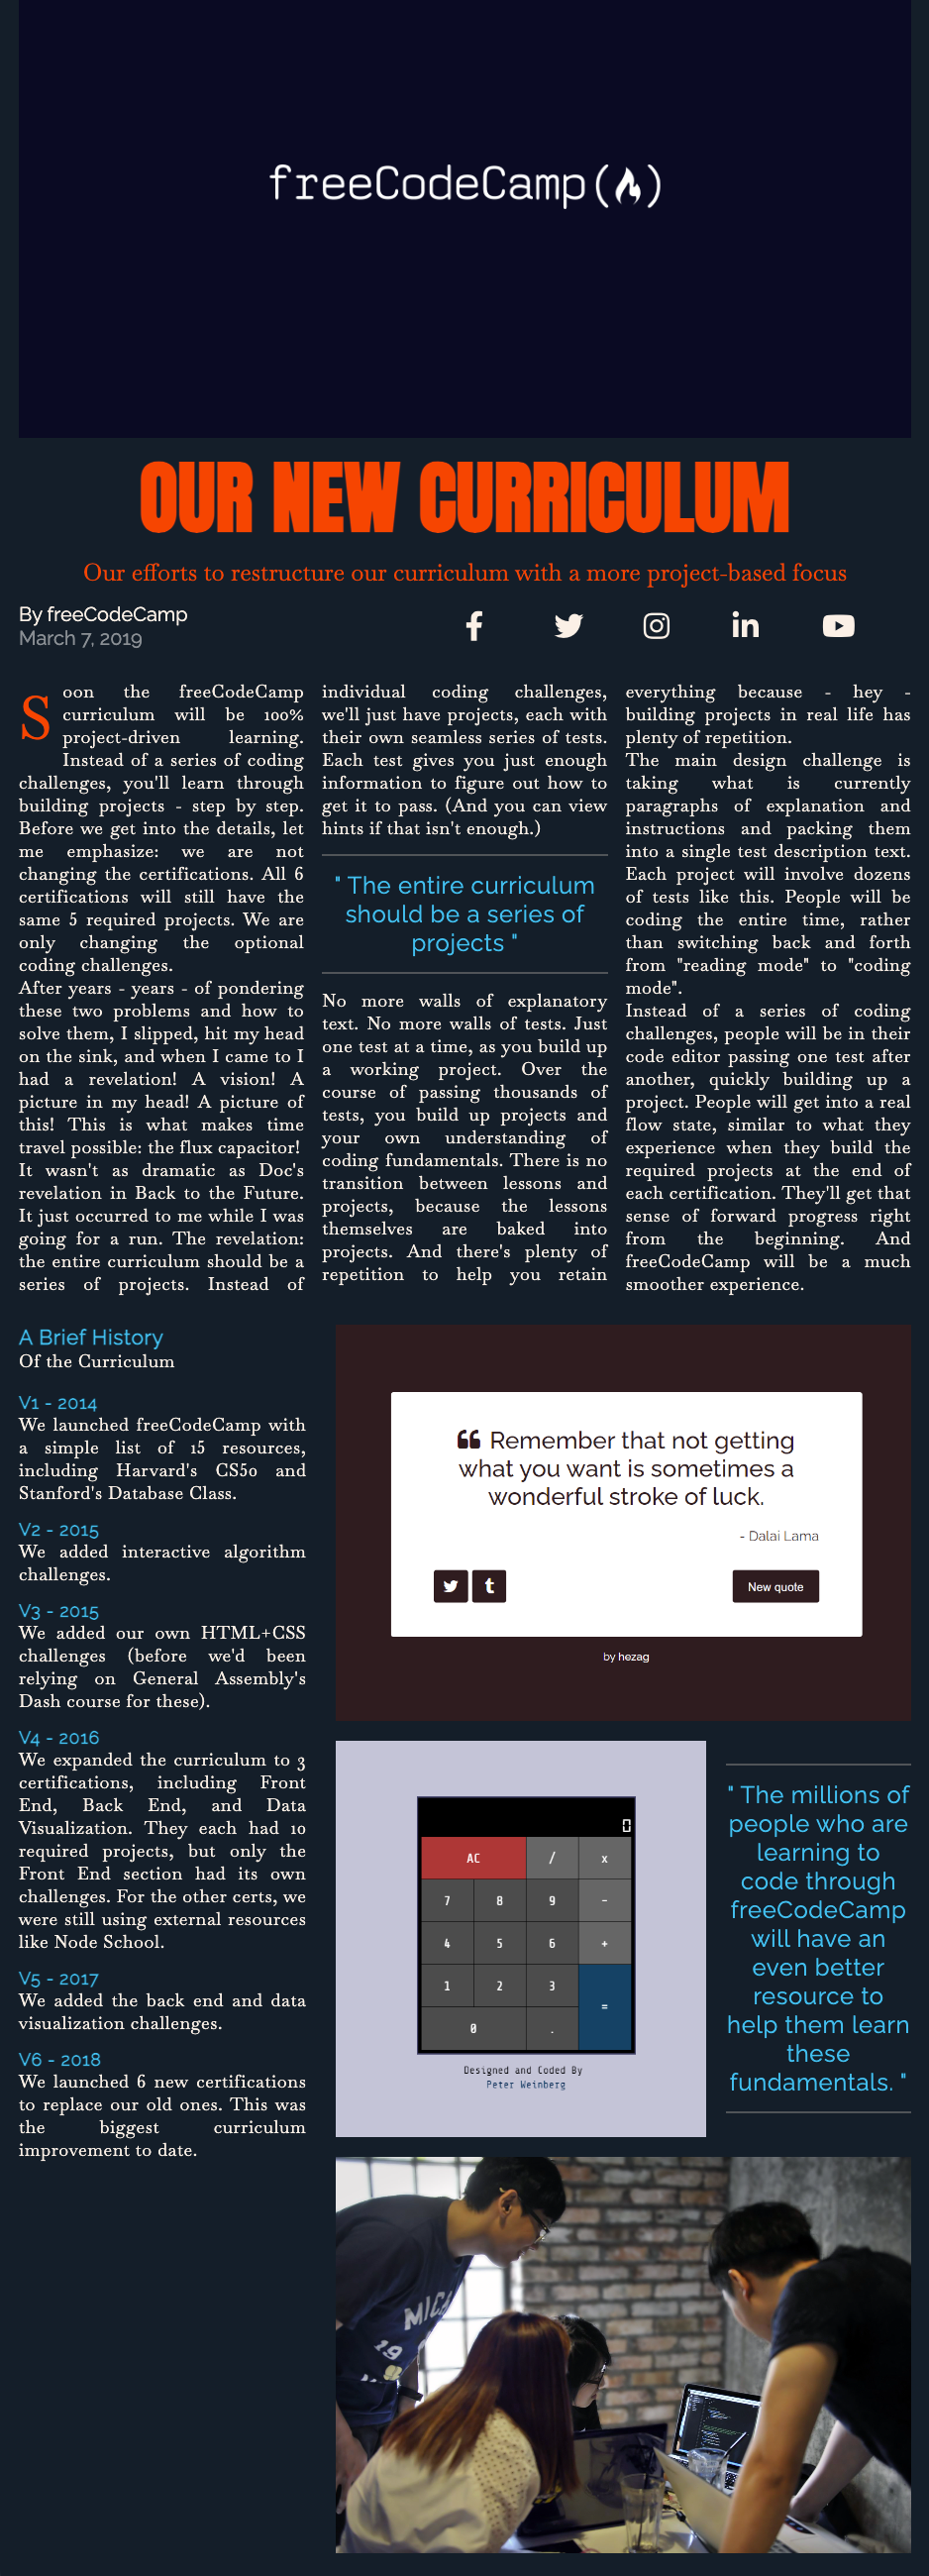 freeCodeCamp(🔥)
OUR NEW CURRICULUM
Our efforts to restructure our curriculum with a more project-based focus
By freeCodeCamp
March 7, 2019
Soon the freeCodeCamp
curriculum will be 100%
project-driven learning.
Instead of a series of coding
challenges, you'll learn through
building projects - step by step.
Before we get into the details, let
me emphasize: we are not
changing the certifications. All 6
certifications will still have the
same 5 required projects. We are
only changing the optional
coding challenges.
After years - years - of pondering
these two problems and how to
solve them, I slipped, hit my head
on the sink, and when I came to I
had a revelation! A vision! A
picture in my head! A picture of
this! This is what makes time
travel possible: the flux capacitor!
It wasn't as dramatic as Doc's
revelation in Back to the Future.
It just occurred to me while I was
going for a run. The revelation:
the entire curriculum should be a
series of projects. Instead of
individual coding challenges,
we'll just have projects, each with
their own seamless series of tests.
Each test gives you just enough
information to figure out how to
get it to pass. (And you can view
hints if that isn't enough.)
" The entire curriculum
should be a series of
projects "
No more walls of explanatory
text. No more walls of tests. Just
one test at a time, as you build up
a working project. Over the
course of passing thousands of
tests, you build up projects and
your own understanding of
coding fundamentals. There is no
transition between lessons and
projects, because the lessons
themselves are baked into
projects. And there's plenty of
repetition to help you retain
everything because - hey -
building projects in real life has
plenty of repetition.
The main design challenge is
taking what is currently
paragraphs of explanation and
instructions and packing them
into a single test description text.
Each project will involve dozens
of tests like this. People will be
coding the entire time, rather
than switching back and forth
from "reading mode" to "coding
mode".
Instead of a series of coding
challenges, people will be in their
code editor passing one test after
another, quickly building up a
project. People will get into a real
flow state, similar to what they
experience when they build the
required projects at the end of
each certification. They'll get that
sense of forward progress right
from the beginning. And
freeCodeCamp will be a much
smoother experience.
A Brief History
Of the Curriculum
V1 - 2014
We launched freeCodeCamp with
a simple list of 15 resources,
including Harvard's CS50 and
Stanford's Database Class.
V2 - 2015
We added interactive algorithm
challenges.
V3 - 2015
We added our own HTML+CSS
challenges (before we'd been
relying on General Assembly's
Dash course for these).
V4 - 2016
We expanded the curriculum to 3
certifications, including Front
End, Back End, and Data
Visualization. They each had 10
required projects, but only the
Front End section had its own
challenges. For the other certs, we
were still using external resources
like Node School.
V5 - 2017
We added the back end and data
visualization challenges.
V6 - 2018
We launched 6 new certifications
to replace our old ones. This was
the biggest curriculum
improvement to date.
Remember that not getting
what you want is sometimes a
wonderful stroke of luck.
- Dalai Lama
New quote
by hezag
0
AC / x
7 8 9 -
4 5 6 +
1 2 3 =
0 .
Designed and Coded By
Peter Weinberg
" The millions of
people who are
learning to
code through
freeCodeCamp
will have an
even better
resource to
help them learn
these
fundamentals. "
19